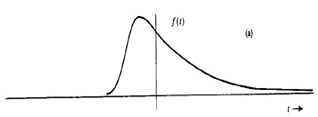 f(t)
(a)
t →